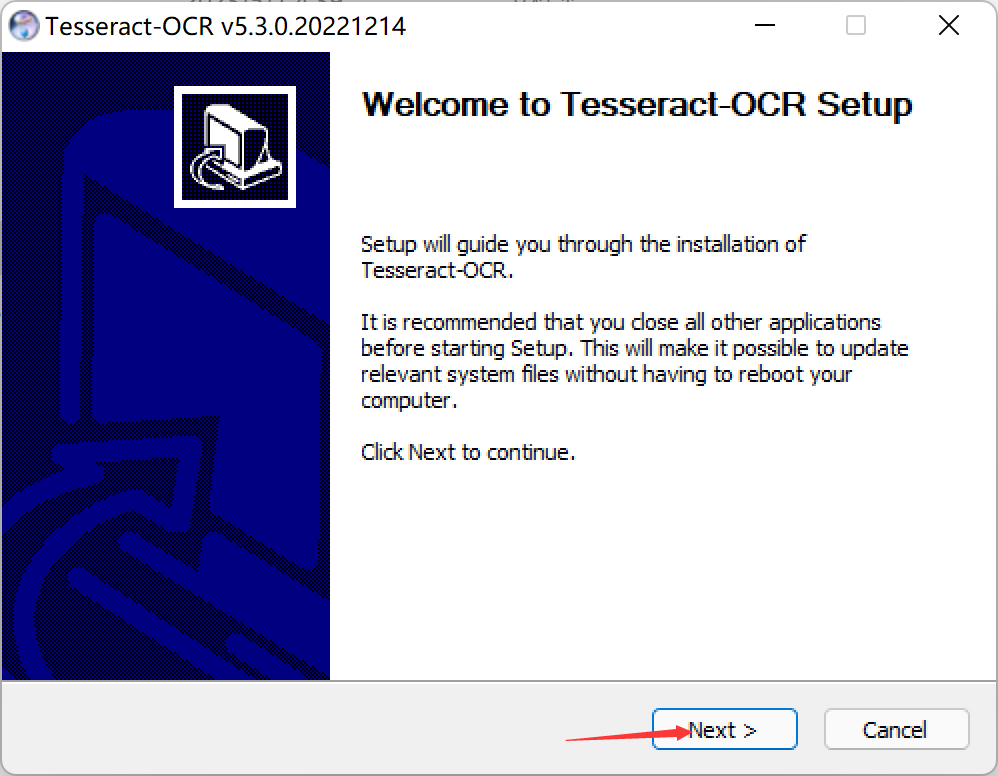 Tesseract-OCR v5.3.0.20221214
Welcome to Tesseract-OCR Setup
Setup will guide you through the installation of
Tesseract-OCR.
It is recommended that you close all other applications
before starting Setup. This will make it possible to update
relevant system files without having to reboot your
computer.
Click Next to continue.
Next >
Cancel